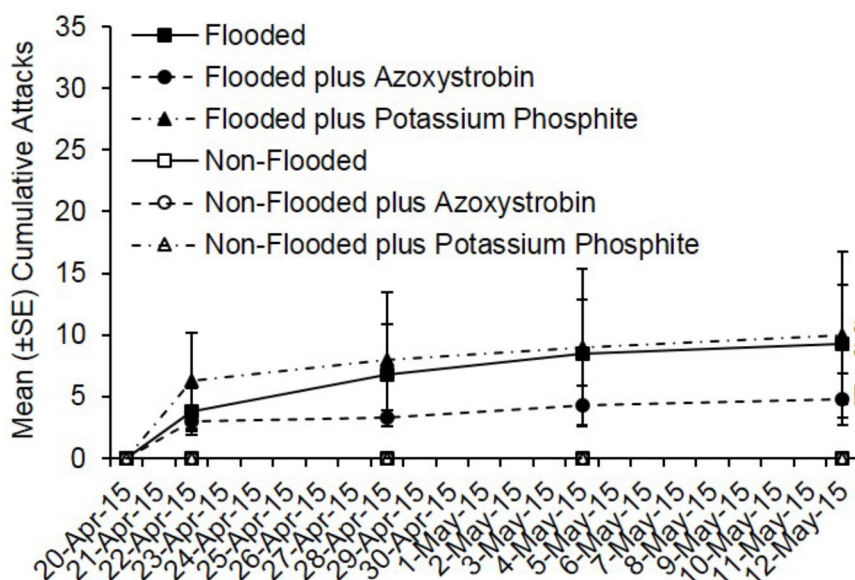 Mean (±SE) Cumulative Attacks
35
30
25
20
15
10
5
0
Flooded
Flooded plus Azoxystrobin
Flooded plus Potassium Phosphite
Non-Flooded
Non-Flooded plus Azoxystrobin
Non-Flooded plus Potassium Phosphite
20-Apr-15
21-Apr-15
22-Apr-15
23-Apr-15
24-Apr-15
25-Apr-15
26-Apr-15
27-Apr-15
28-Apr-15
29-Apr-15
30-Apr-15
1-May-15
2-May-15
3-May-15
4-May-15
5-May-15
6-May-15
7-May-15
8-May-15
9-May-15
10-May-15
11-May-15
12-May-15